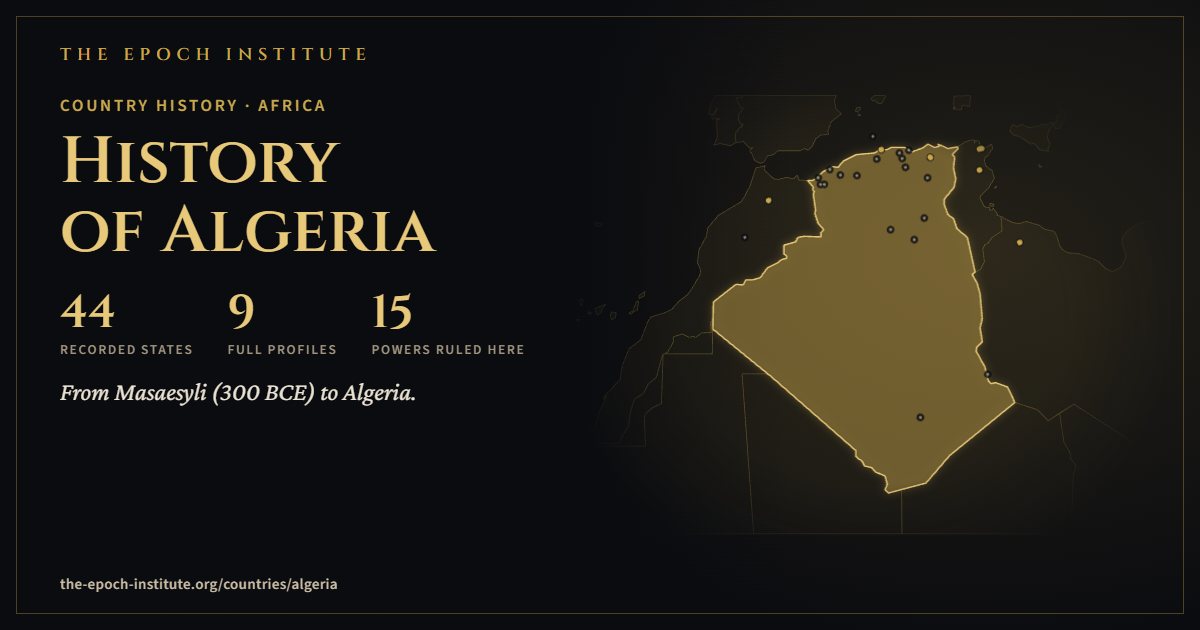 THE EPOCH INSTITUTE
COUNTRY HISTORY · AFRICA
HISTORY
OF ALGERIA
44
RECORDED STATES
9
FULL PROFILES
15
POWERS RULED HERE
From Masaesyli (300 BCE) to Algeria.
the-epoch-institute.org/countries/algeria